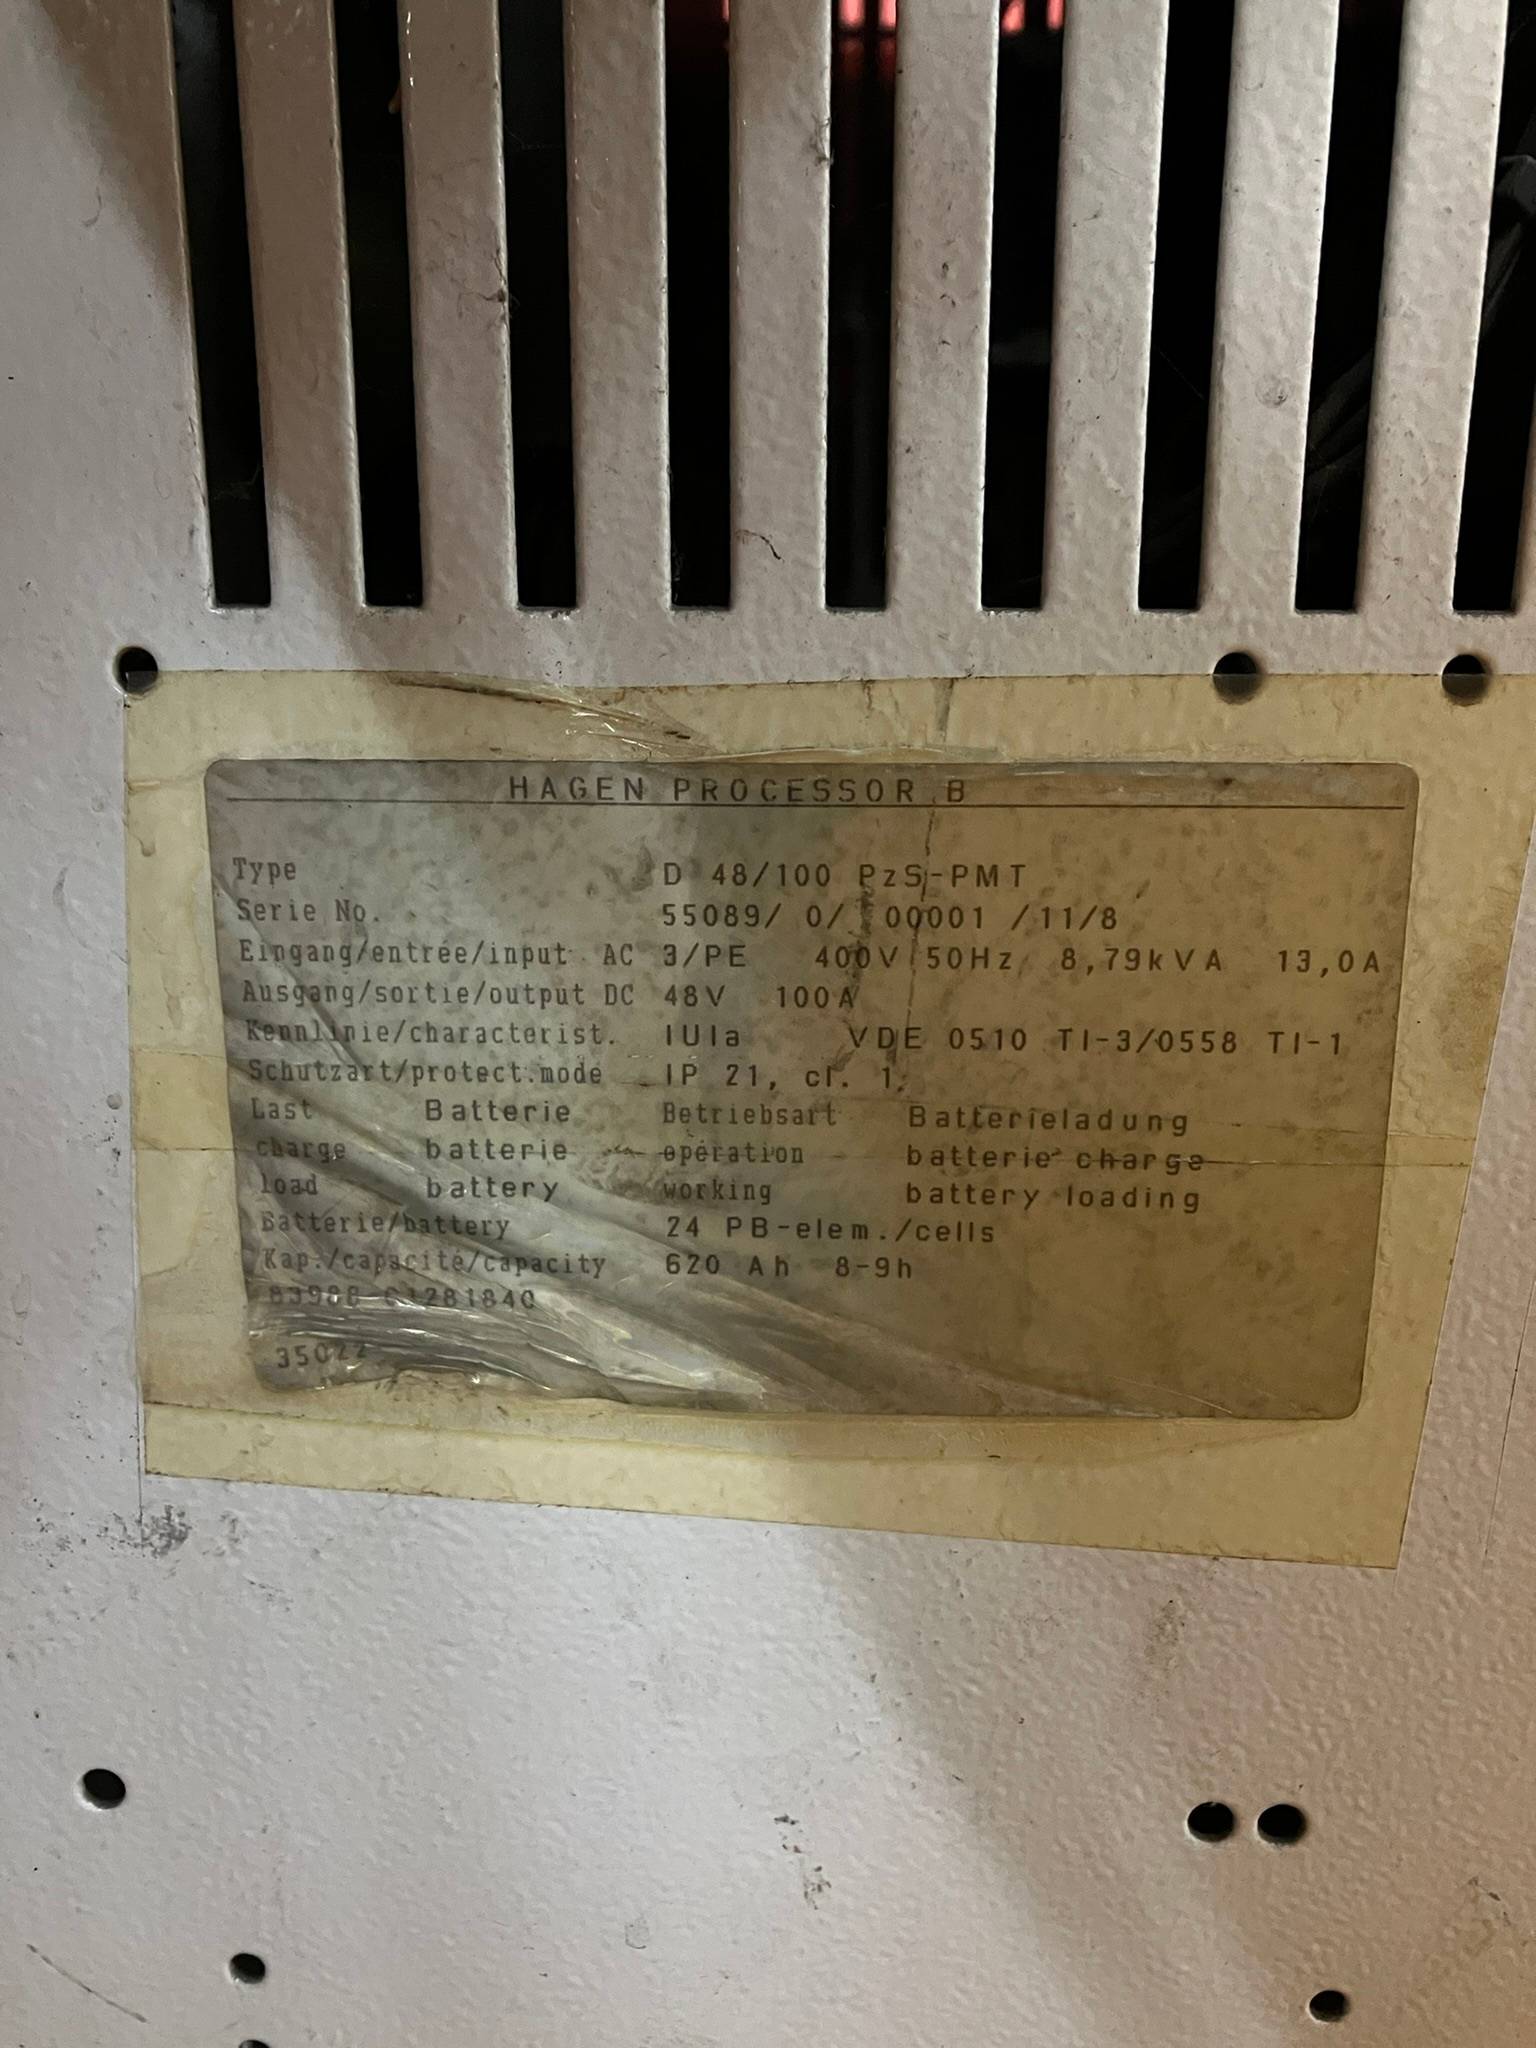 HAGEN PROCESSOR B
Type D 48/100 PzS-PMT
Serie No. 55089/ 0/ 00001 /11/8
Eingang/entrée/input AC 3/PE 400V 50Hz 8,79kVA 13,0A
Ausgang/sortie/output DC 48V 100A
Kennlinie/characterist. IUIa VDE 0510 TI-3/0558 TI-1
Schutzart/protect.mode IP 21, cl. 1
Last Batterie Betriebsart Batterieladung
charge batterie opération batterie charge
load battery working battery loading
Batterie/battery 24 PB-elem./cells
Kap./capacité/capacity 620 Ah 8-9h
35022